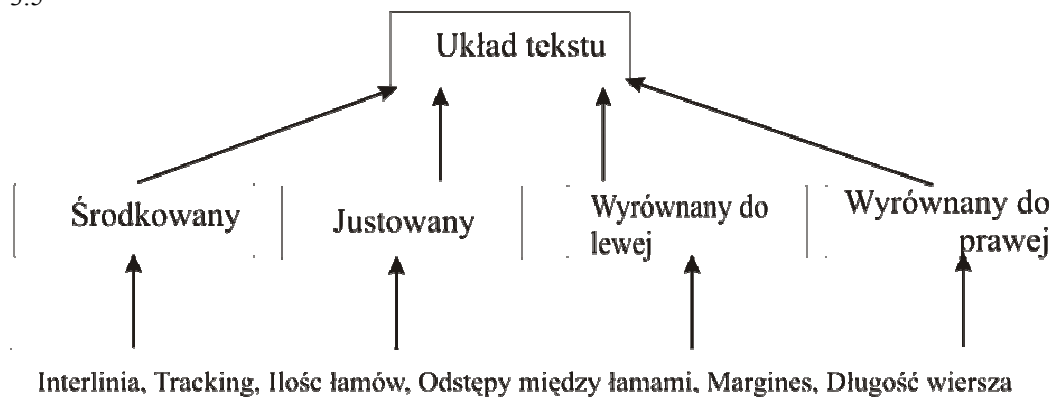 Układ tekstu
Środkowany
Justowany
Wyrównany do
lewej
Wyrównany do
prawej
Interlinia, Tracking, Ilośc łamów, Odstępy między łamami, Margines, Długość wiersza